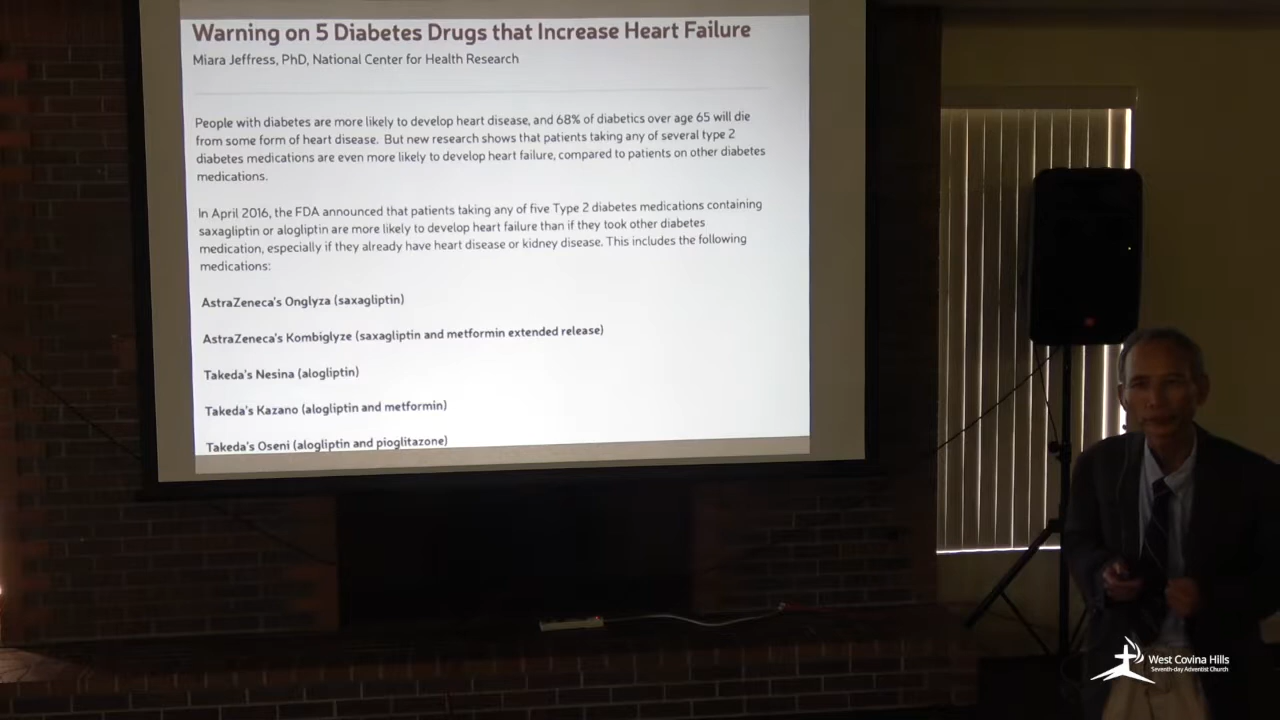 Warning on 5 Diabetes Drugs that Increase Heart Failure
Miara Jeffress, PhD, National Center for Health Research
People with diabetes are more likely to develop heart disease, and 68% of diabetics over age 65 will die
from some form of heart disease. But new research shows that patients taking any of several type 2
diabetes medications are even more likely to develop heart failure, compared to patients on other diabetes
medications.
In April 2016, the FDA announced that patients taking any of five Type 2 diabetes medications containing
saxagliptin or alogliptin are more likely to develop heart failure than if they took other diabetes
medication, especially if they already have heart disease or kidney disease. This includes the following
medications:
AstraZeneca's Onglyza (saxagliptin)
AstraZeneca's Kombiglyze (saxagliptin and metformin extended release)
Takeda's Nesina (alogliptin)
Takeda's Kazano (alogliptin and metformin)
Takeda's Oseni (alogliptin and pioglitazone)
West Covina Hills
Seventh-day Adventist Church